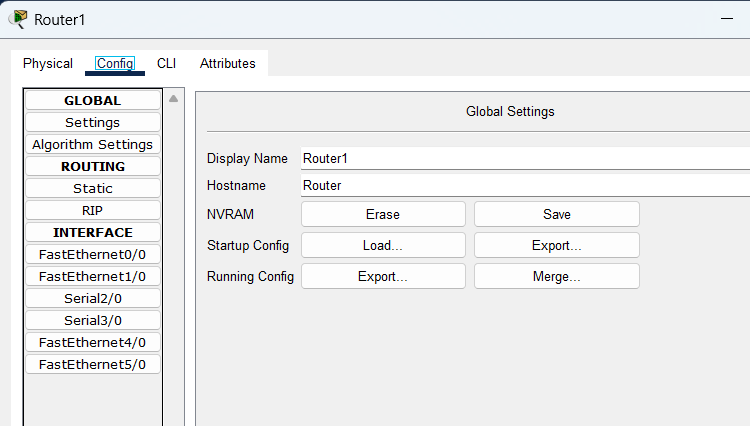 Router1
Physical Config CLI Attributes
GLOBAL
Settings
Algorithm Settings
ROUTING
Static
RIP
INTERFACE
FastEthernet0/0
FastEthernet1/0
Serial2/0
Serial3/0
FastEthernet4/0
FastEthernet5/0
Global Settings
Display Name Router1
Hostname Router
NVRAM Erase Save
Startup Config Load... Export...
Running Config Export... Merge...